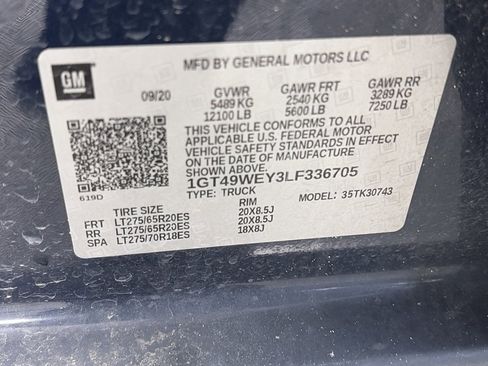 GM
MFD BY GENERAL MOTORS LLC
09/20 GVWR GAWR FRT GAWR RR
5489 KG 2540 KG 3289 KG
12100 LB 5600 LB 7250 LB
THIS VEHICLE CONFORMS TO ALL
APPLICABLE U.S. FEDERAL MOTOR
VEHICLE SAFETY STANDARDS IN EFFECT
ON THE DATE OF MANUFACTURE
SHOWN ABOVE.
1GT49WEY3LF336705
619D TYPE: TRUCK MODEL: 35TK30743
TIRE SIZE RIM
FRT LT275/65R20ES 20X8.5J
RR LT275/65R20ES 20X8.5J
SPA LT275/70R18ES 18X8J